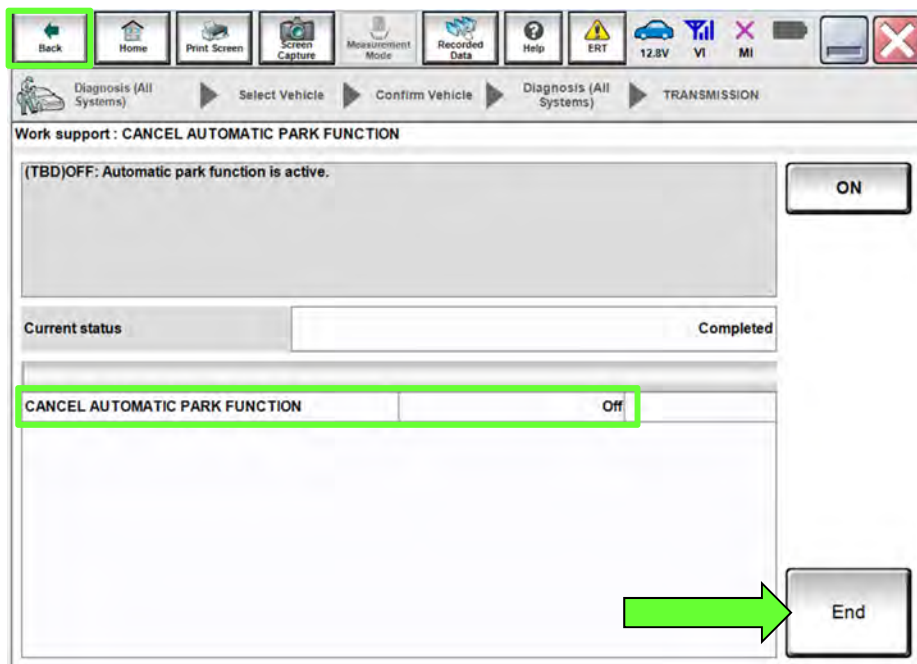 Back
Home
Print Screen
Screen
Capture
Measurement
Mode
Recorded
Data
Help
ERT
12.8V
VI
MI
Diagnosis (All
Systems)
Select Vehicle
Confirm Vehicle
Diagnosis (All
Systems)
TRANSMISSION
Work support : CANCEL AUTOMATIC PARK FUNCTION
(TBD)OFF: Automatic park function is active.
ON
Current status
Completed
CANCEL AUTOMATIC PARK FUNCTION
Off
End